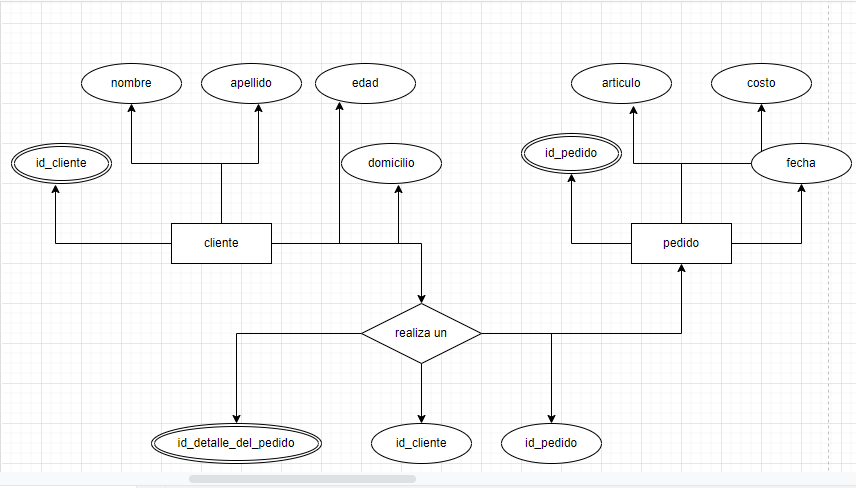 nombre
apellido
edad
articulo
costo
id_cliente
domicilio
id_pedido
fecha
cliente
pedido
realiza un
id_detalle_del_pedido
id_cliente
id_pedido